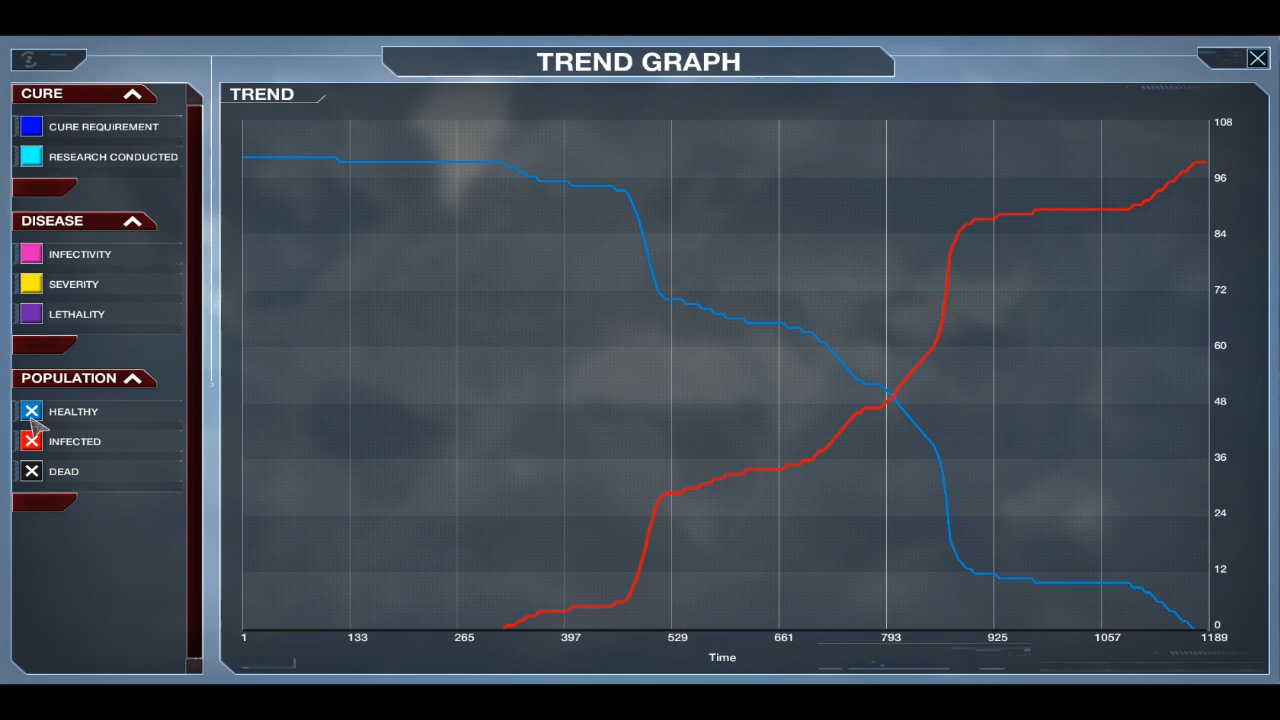 TREND GRAPH
CURE
CURE REQUIREMENT
RESEARCH CONDUCTED
DISEASE
INFECTIVITY
SEVERITY
LETHALITY
POPULATION
HEALTHY
INFECTED
DEAD
TREND
108
96
84
72
60
48
36
24
12
0
1 133 265 397 529 661 793 925 1057 1189
Time